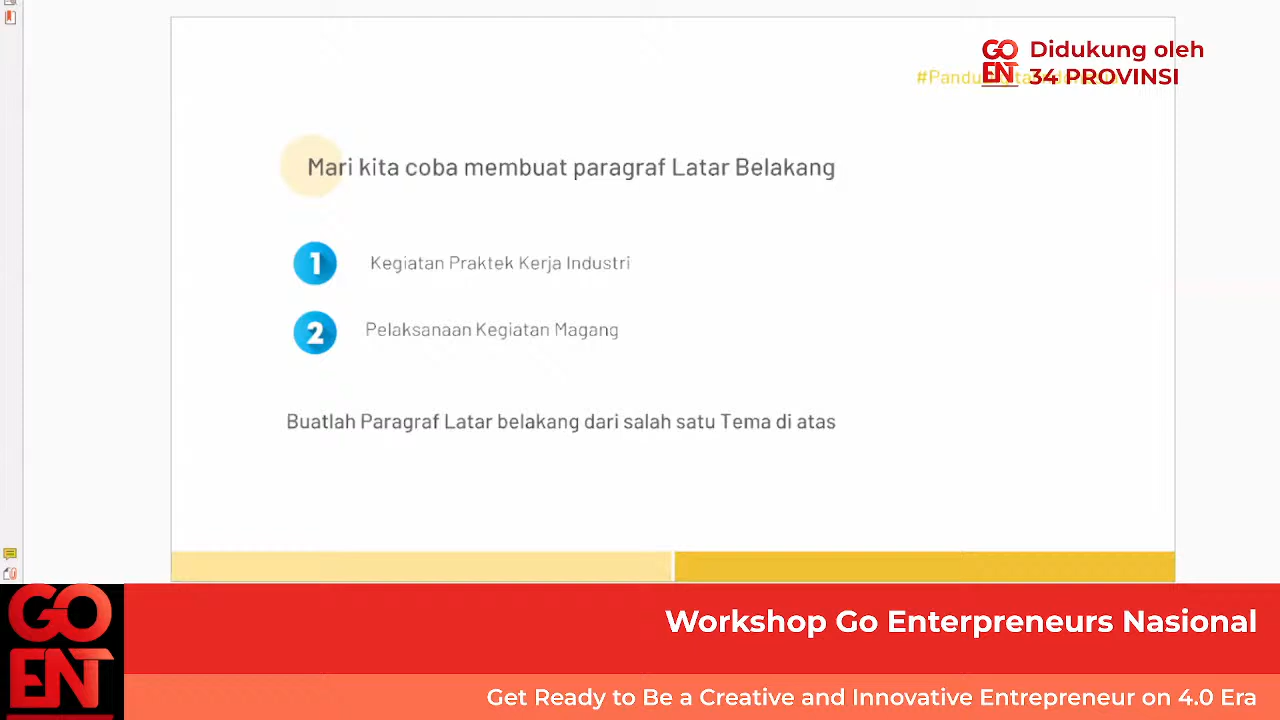 GO Didukung oleh
ENT 34 PROVINSI
Mari kita coba membuat paragraf Latar Belakang
1 Kegiatan Praktek Kerja Industri
2 Pelaksanaan Kegiatan Magang
Buatlah Paragraf Latar belakang dari salah satu Tema di atas
GO
ENT
Workshop Go Enterpreneurs Nasional
Get Ready to Be a Creative and Innovative Entrepreneur on 4.0 Era